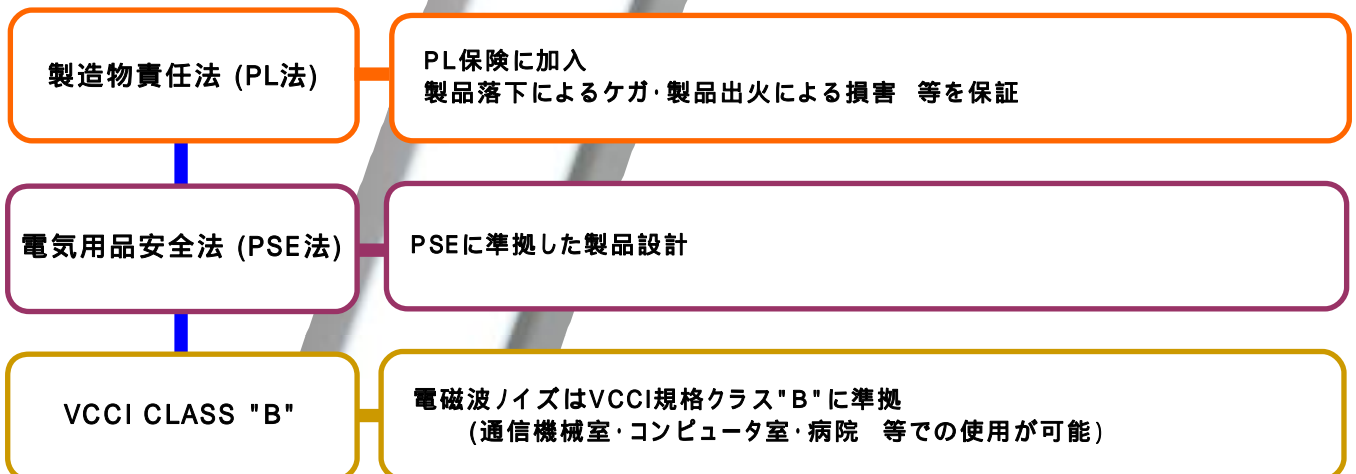 製造物責任法 (PL法)
PL保険に加入
製品落下によるケガ・製品出火による損害　等を保証
電気用品安全法 (PSE法)
PSEに準拠した製品設計
VCCI CLASS "B"
電磁波ノイズはVCCI規格クラス"B"に準拠
(通信機械室・コンピュータ室・病院　等での使用が可能)